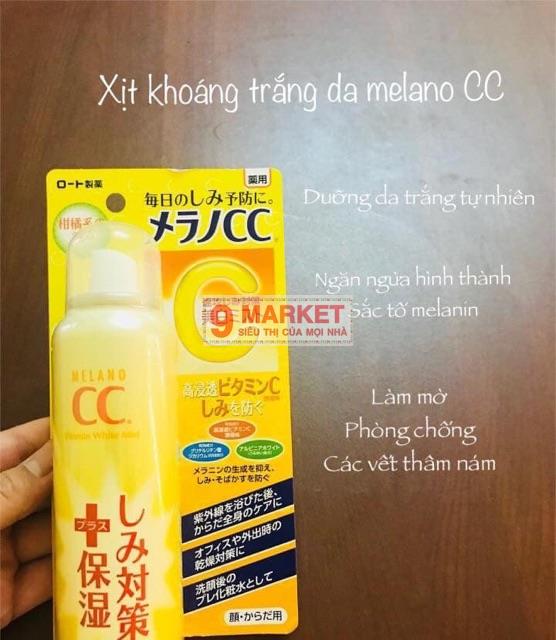 Xịt khoáng trắng da melano CC
ロート製薬
薬用
毎日のしみ予防に。
柑橘系の
メラノCC
Dưỡng da trắng tự nhiên
C
Ngăn ngừa hình thành
Sắc tố melanin
9 MARKET
SIÊU THỊ CỦA MỌI NHÀ
MELANO
CC
高浸透ビタミンC
しみを防ぐ
Làm mờ
Phòng chống
Các vết thâm nám
メラニンの生成を抑え、
しみ・そばかすを防ぐ
紫外線を浴びた後、
からだ全身のケアに
オフィスや外出時の
乾燥対策に
洗顔後の
プレ化粧水として
しみ対策
プラス
保湿
顔・からだ用